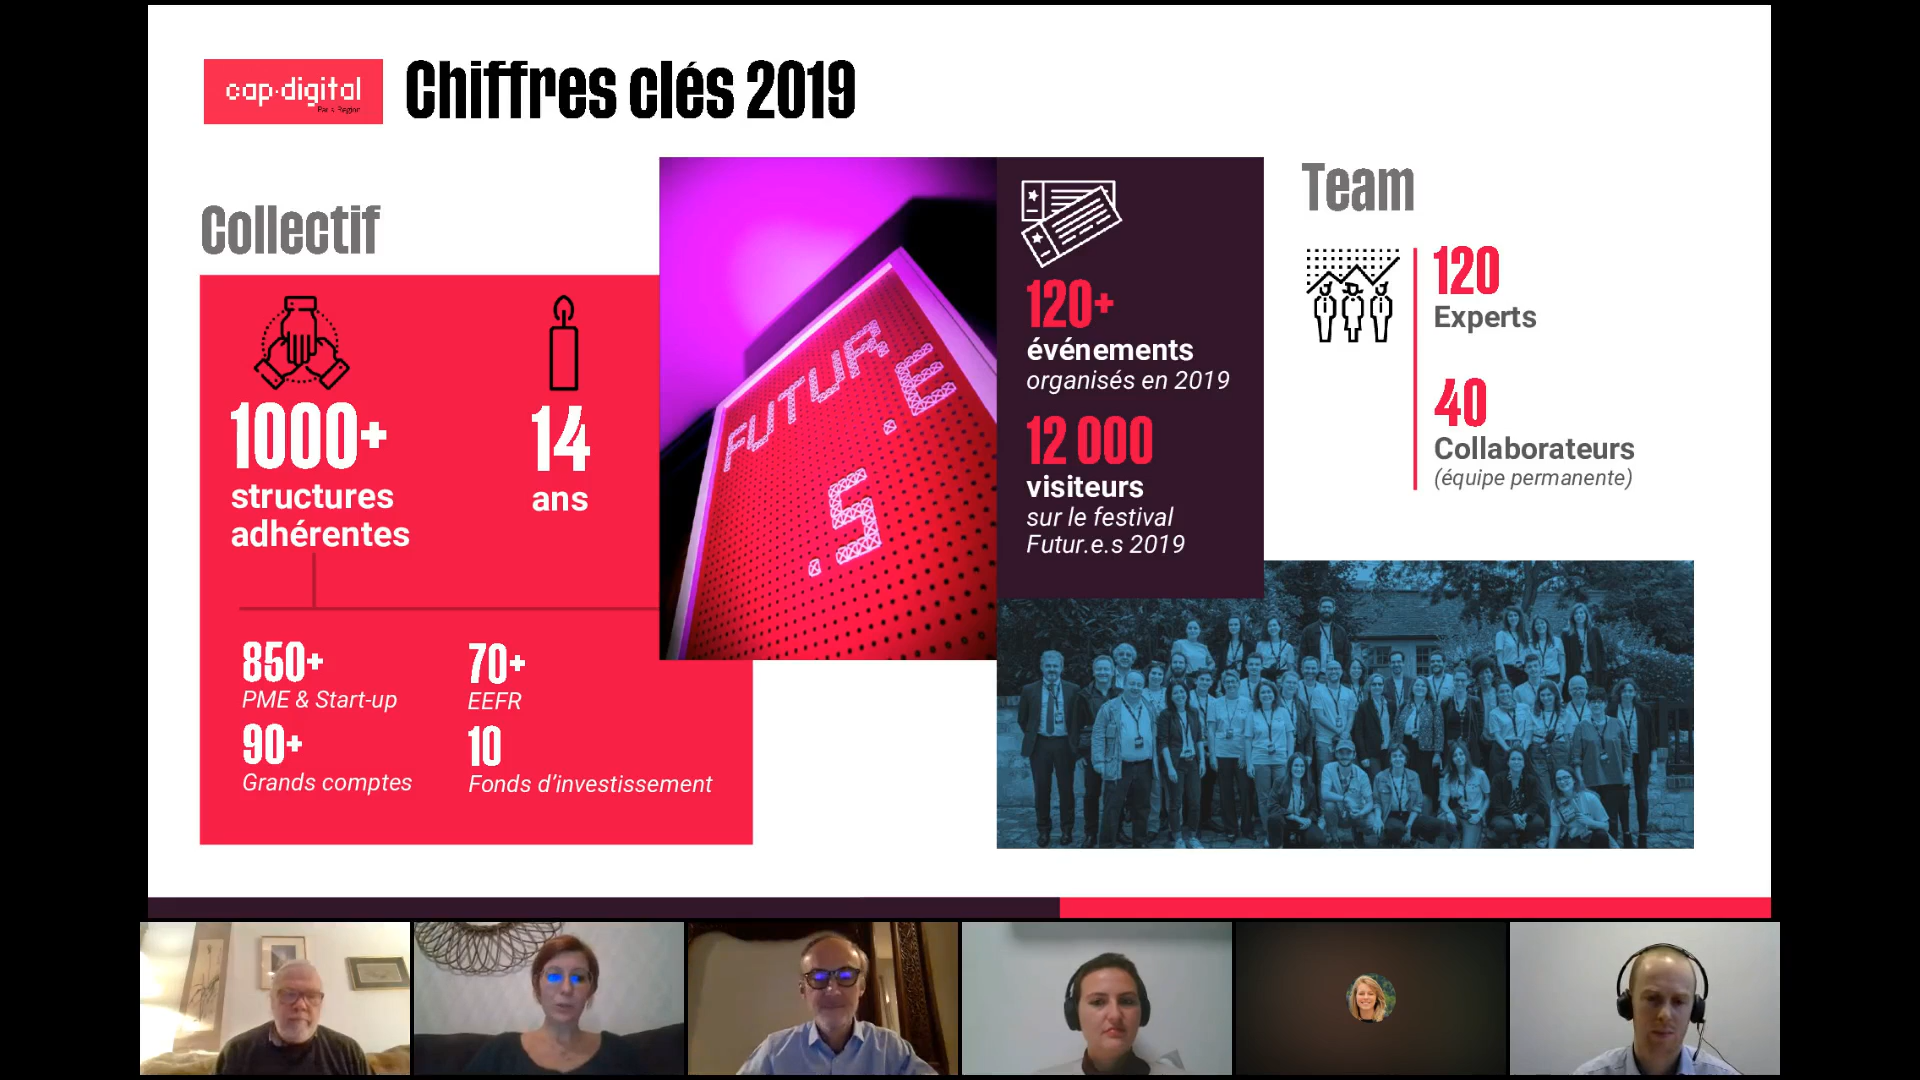 cap·digital
Paris Region
Chiffres clés 2019
Collectif
1000+
structures
adhérentes
14
ans
850+
PME & Start-up
70+
EEFR
90+
Grands comptes
10
Fonds d'investissement
FUTUR
.E
.S
120+
événements
organisés en 2019
12 000
visiteurs
sur le festival
Futur.e.s 2019
Team
120
Experts
40
Collaborateurs
(équipe permanente)